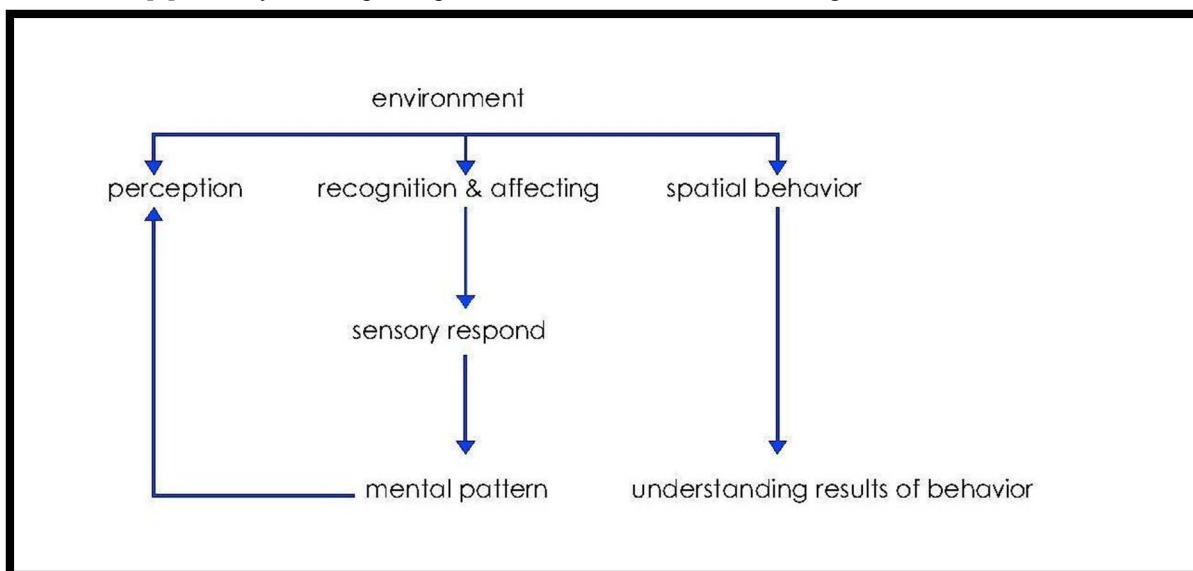 environment
perception recognition & affecting spatial behavior
sensory respond
mental pattern understanding results of behavior